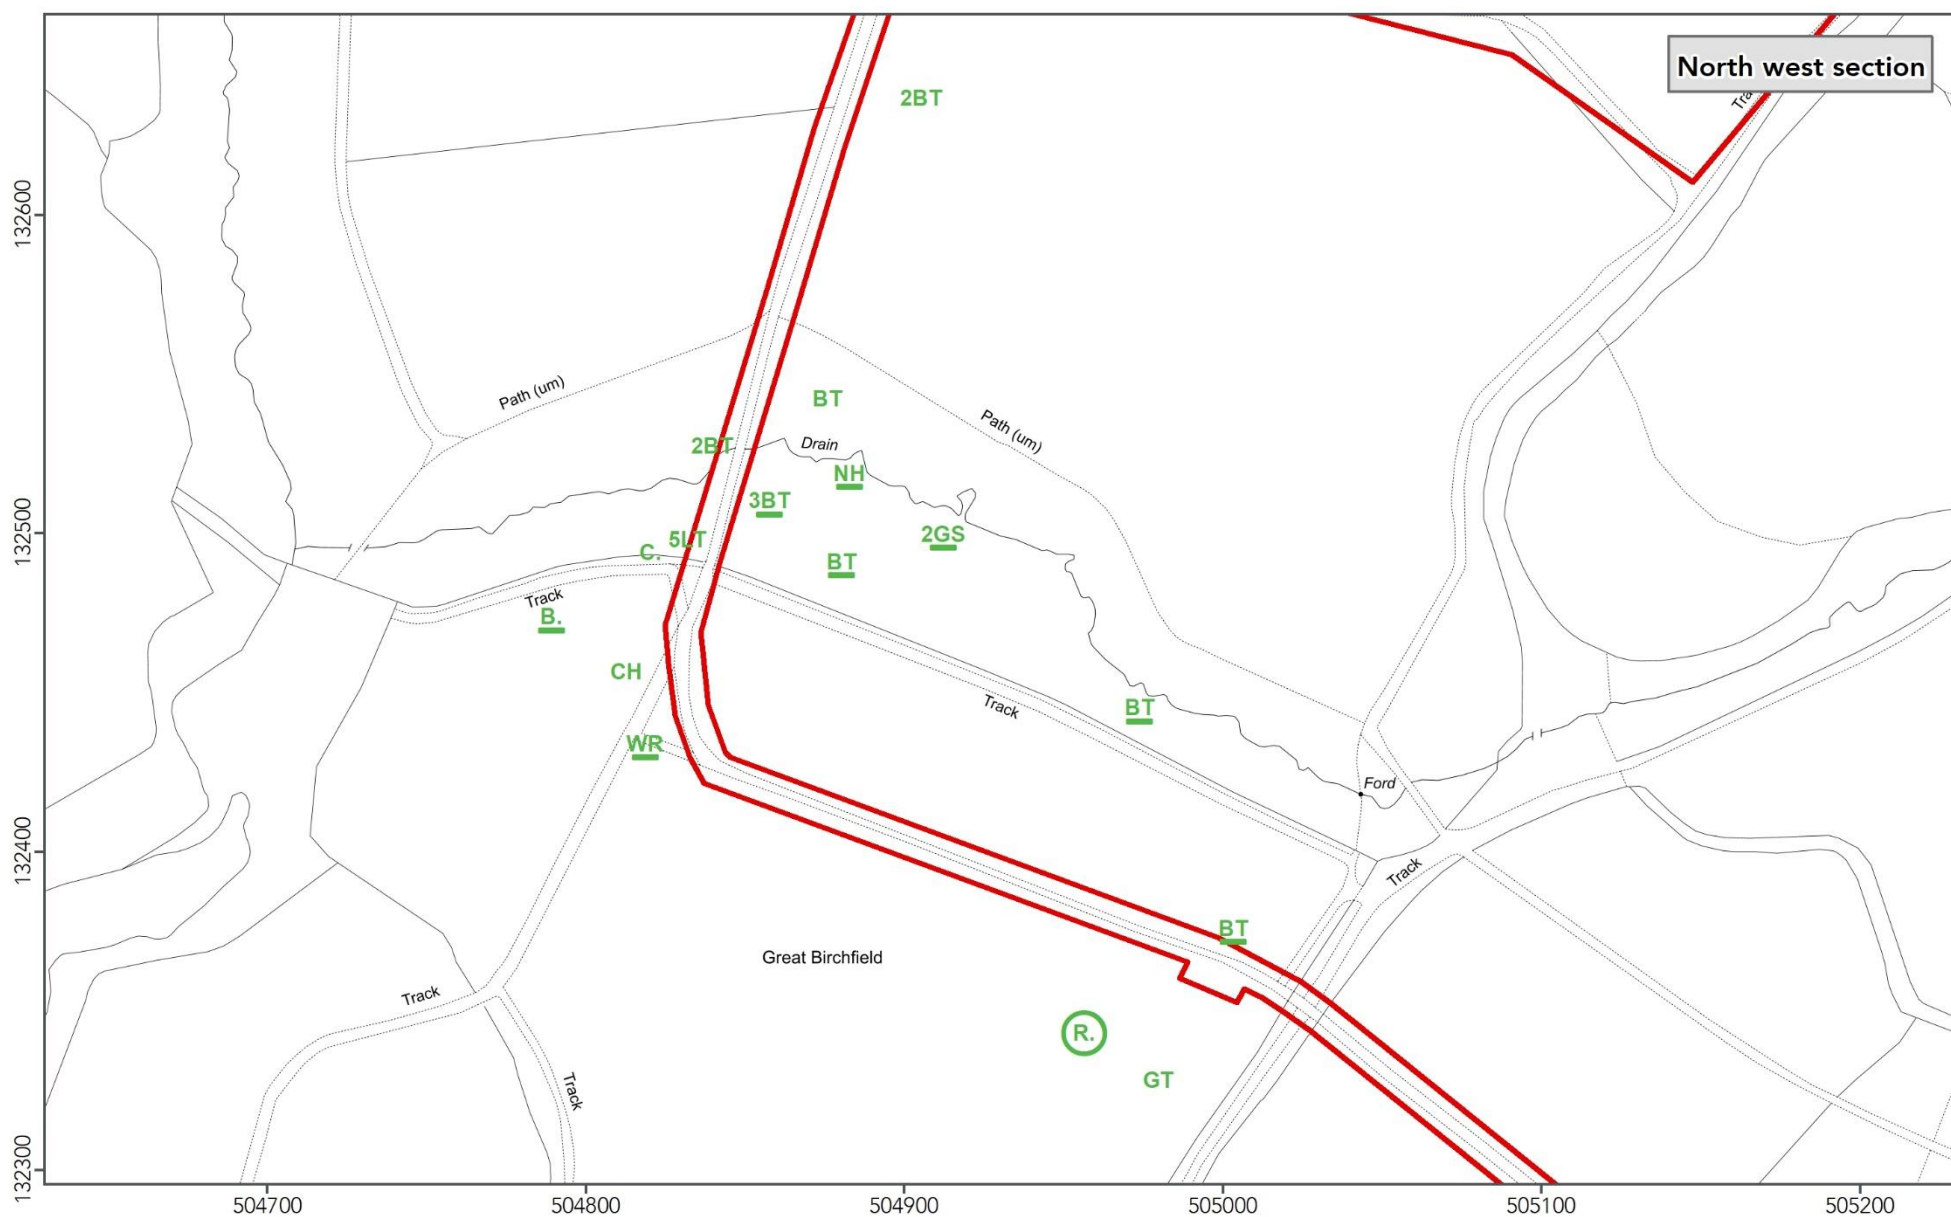 North west section
Tra
2BT
132600
Path (um)
BT
Path (um)
2BT
Drain
NH
3BT
132500
2GS
5LT
C.
BT
Track
B.
CH
Track
BT
WR
Ford
132400
Track
BT
Great Birchfield
Track
R.
GT
Track
132300
504700
504800
504900
505000
505100
505200